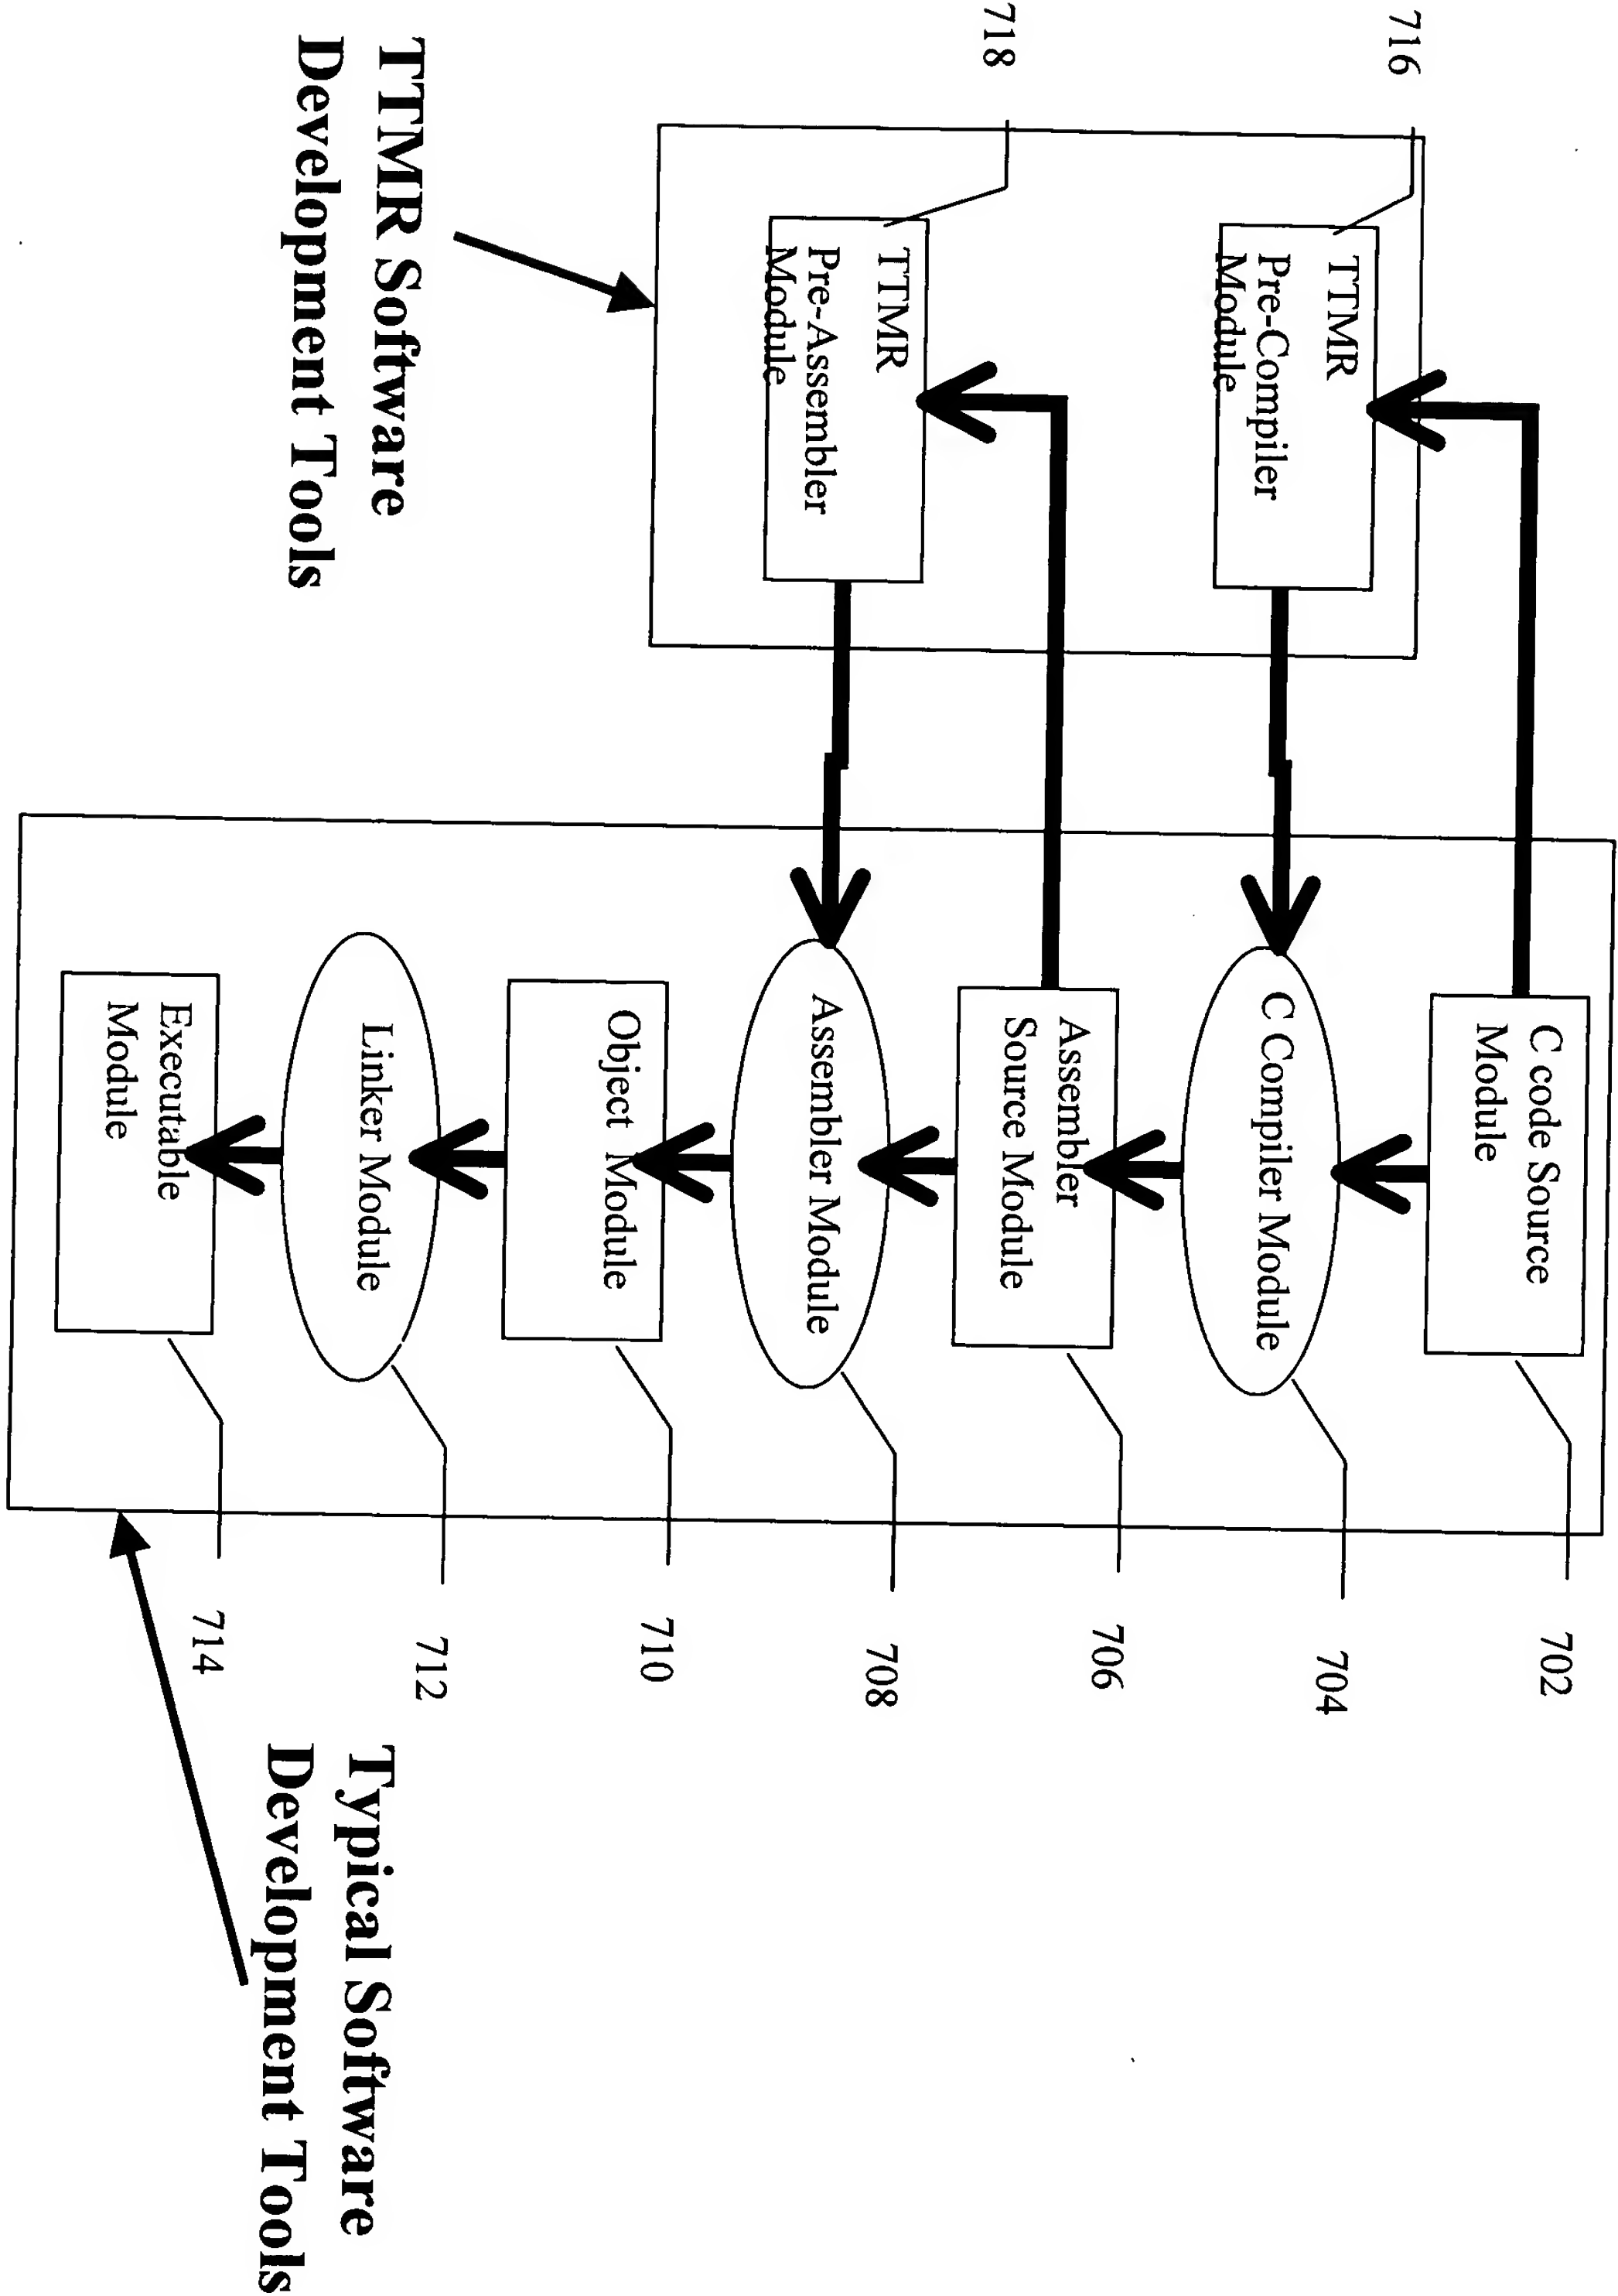 716
718
TTMR
Pre-Compiler
Module
TTMR
Pre-Assembler
Module
TTMR Software
Development Tools
C code Source
Module
C Compiler Module
Assembler
Source Module
Assembler Module
Object Module
Linker Module
Executable
Module
702
704
706
708
710
712
714
Typical Software
Development Tools